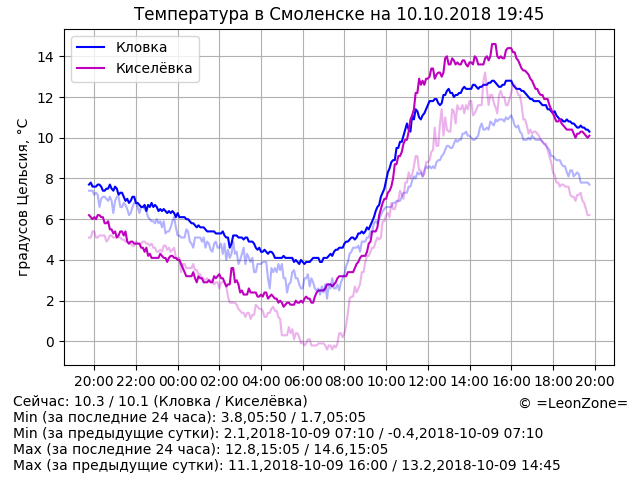 Температура в Смоленске на 10.10.2018 19:45
градусов Цельсия, °C
14
12
10
8
6
4
2
0
Кловка
Киселёвка
20:00 22:00 00:00 02:00 04:00 06:00 08:00 10:00 12:00 14:00 16:00 18:00 20:00
Сейчас: 10.3 / 10.1 (Кловка / Киселёвка)
© =LeonZone=
Min (за последние 24 часа): 3.8,05:50 / 1.7,05:05
Min (за предыдущие сутки): 2.1,2018-10-09 07:10 / -0.4,2018-10-09 07:10
Max (за последние 24 часа): 12.8,15:05 / 14.6,15:05
Max (за предыдущие сутки): 11.1,2018-10-09 16:00 / 13.2,2018-10-09 14:45